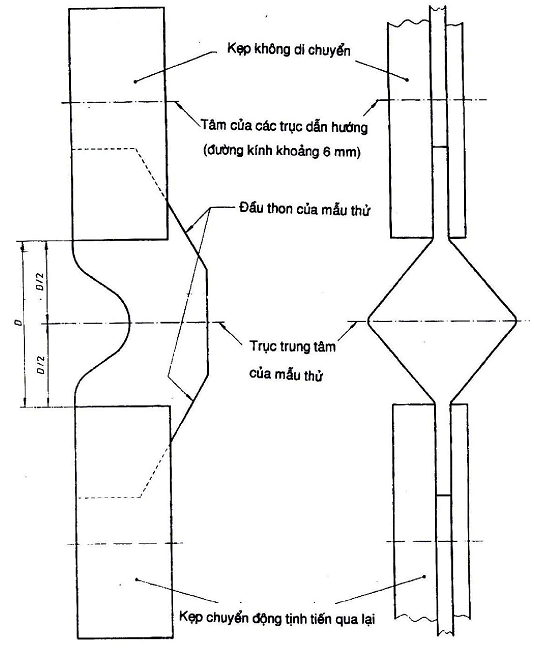 Kẹp không di chuyển
Tâm của các trục dẫn hướng
(đường kính khoảng 6 mm)
Đầu thon của mẫu thử
D/2
D
D/2
Trục trung tâm
của mẫu thử
Kẹp chuyển động tịnh tiến qua lại